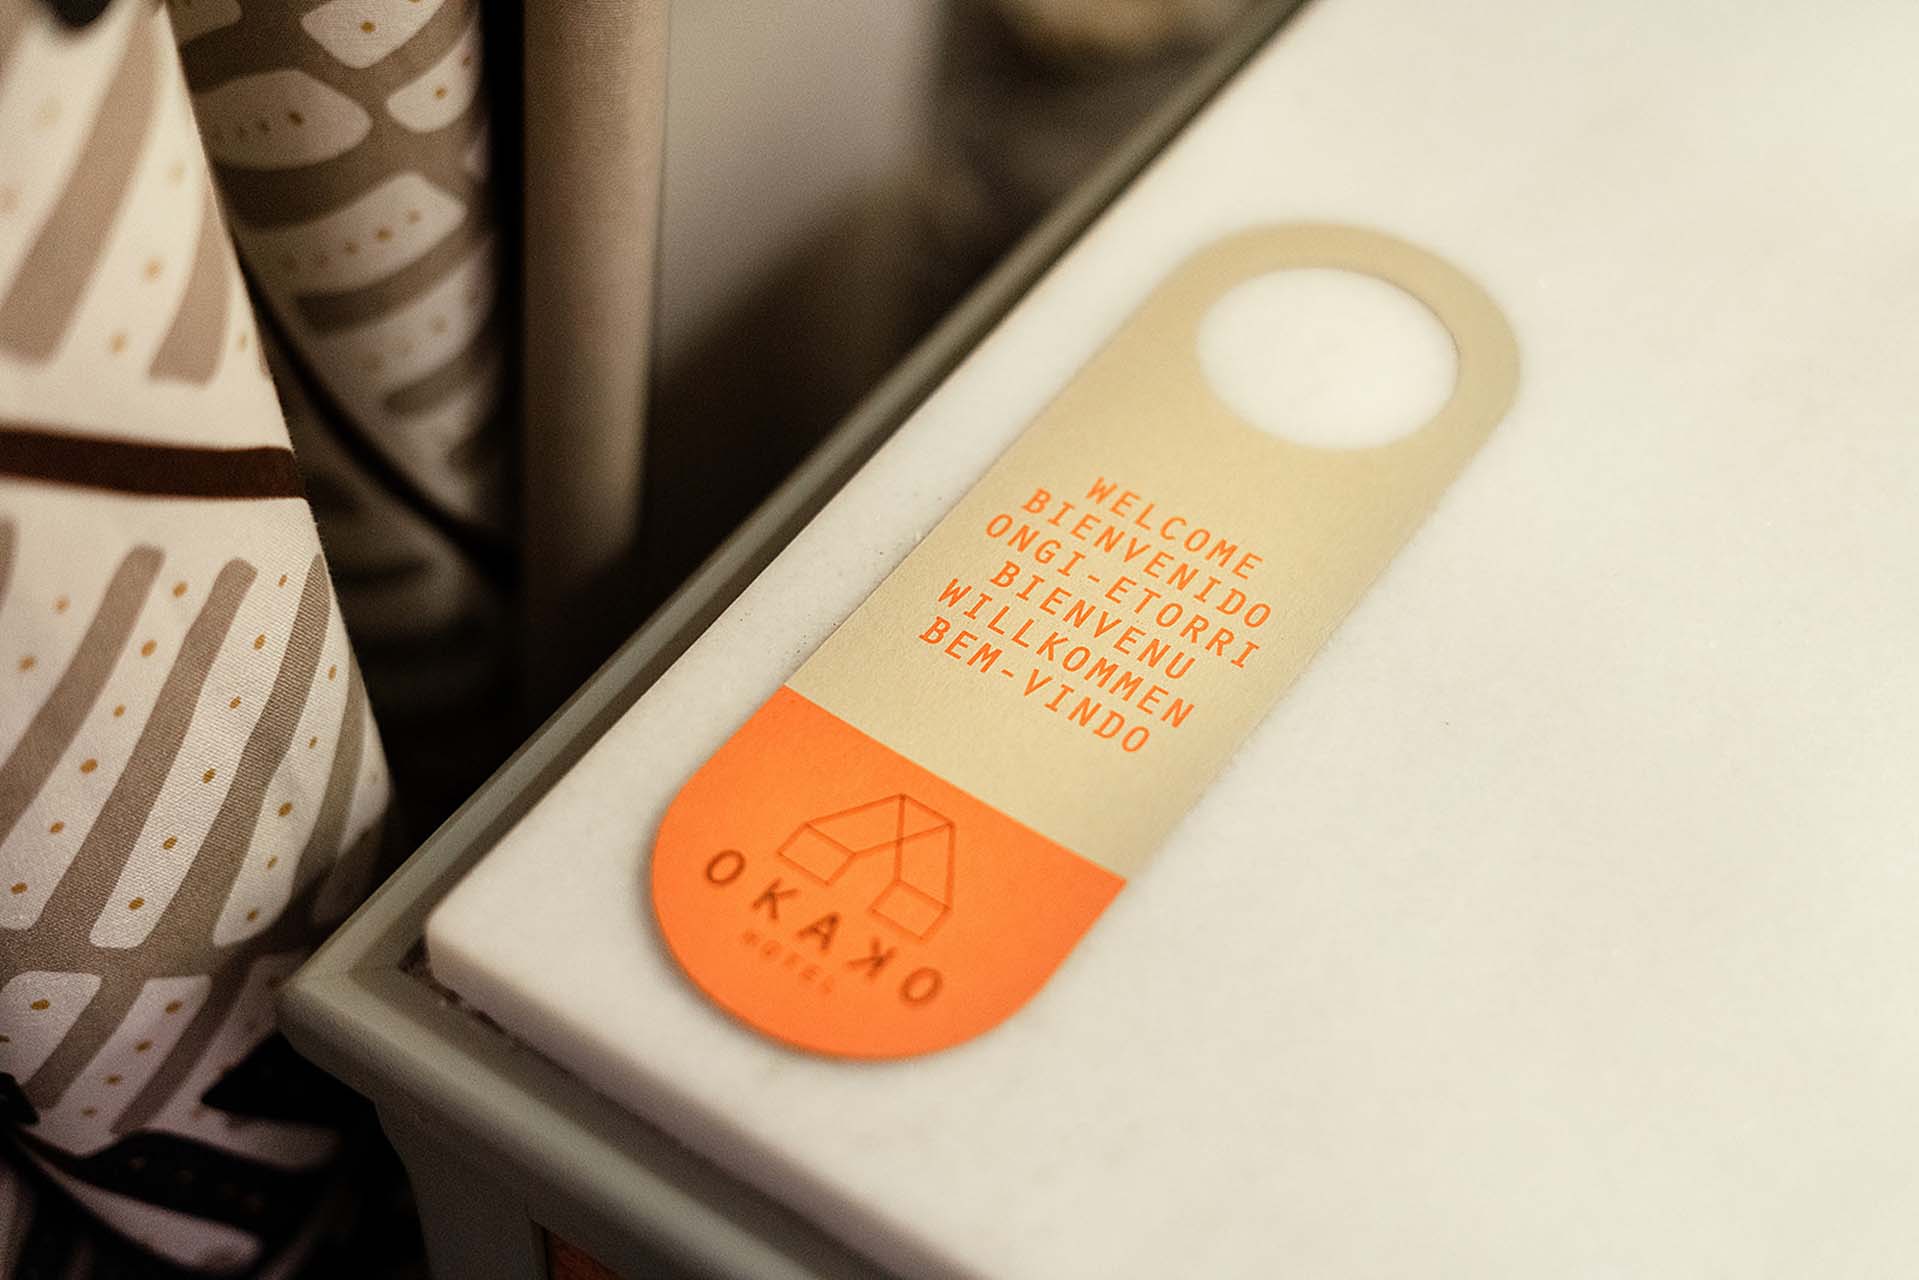 WELCOME
BIENVENIDO
ONGI-ETORRI
BIENVENU
WILLKOMMEN
BEM-VINDO
OKAKO
HOTEL